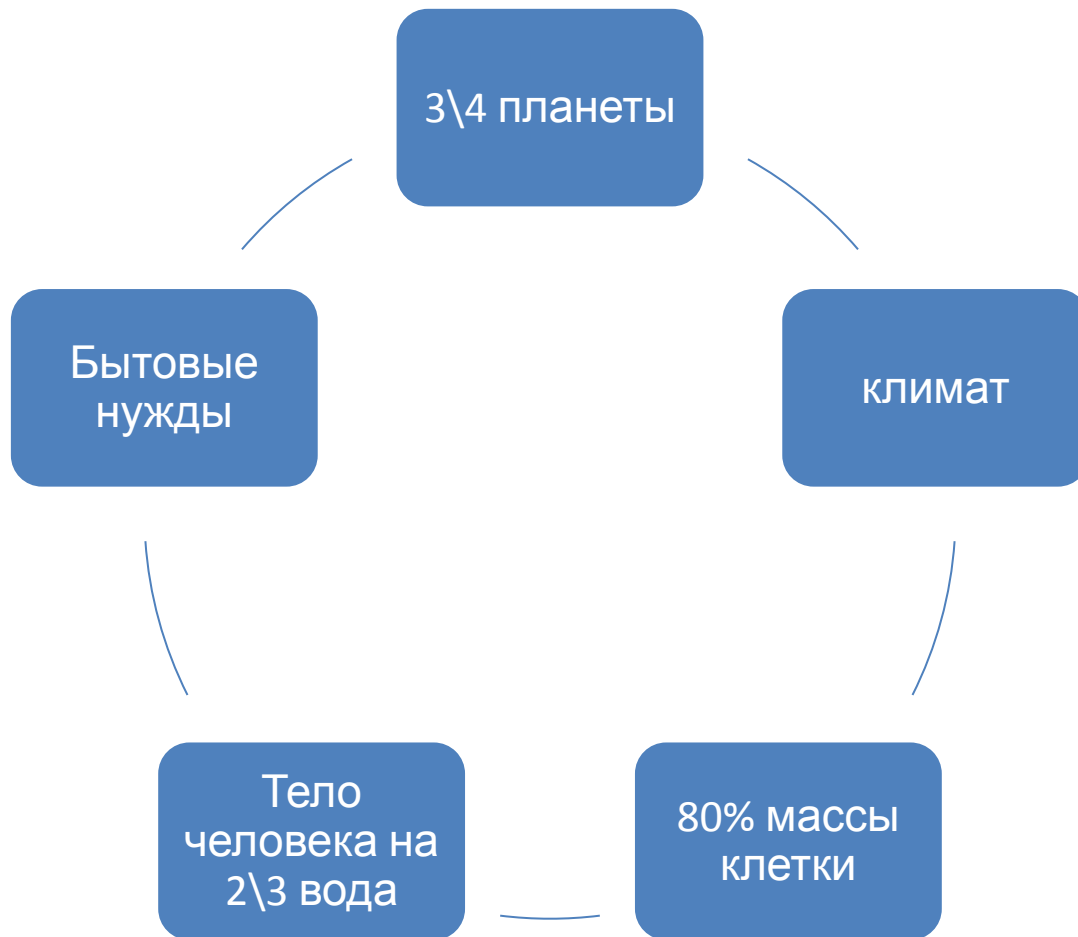 3\4 планеты
Бытовые
нужды
климат
Тело
человека на
2\3 вода
80% массы
клетки